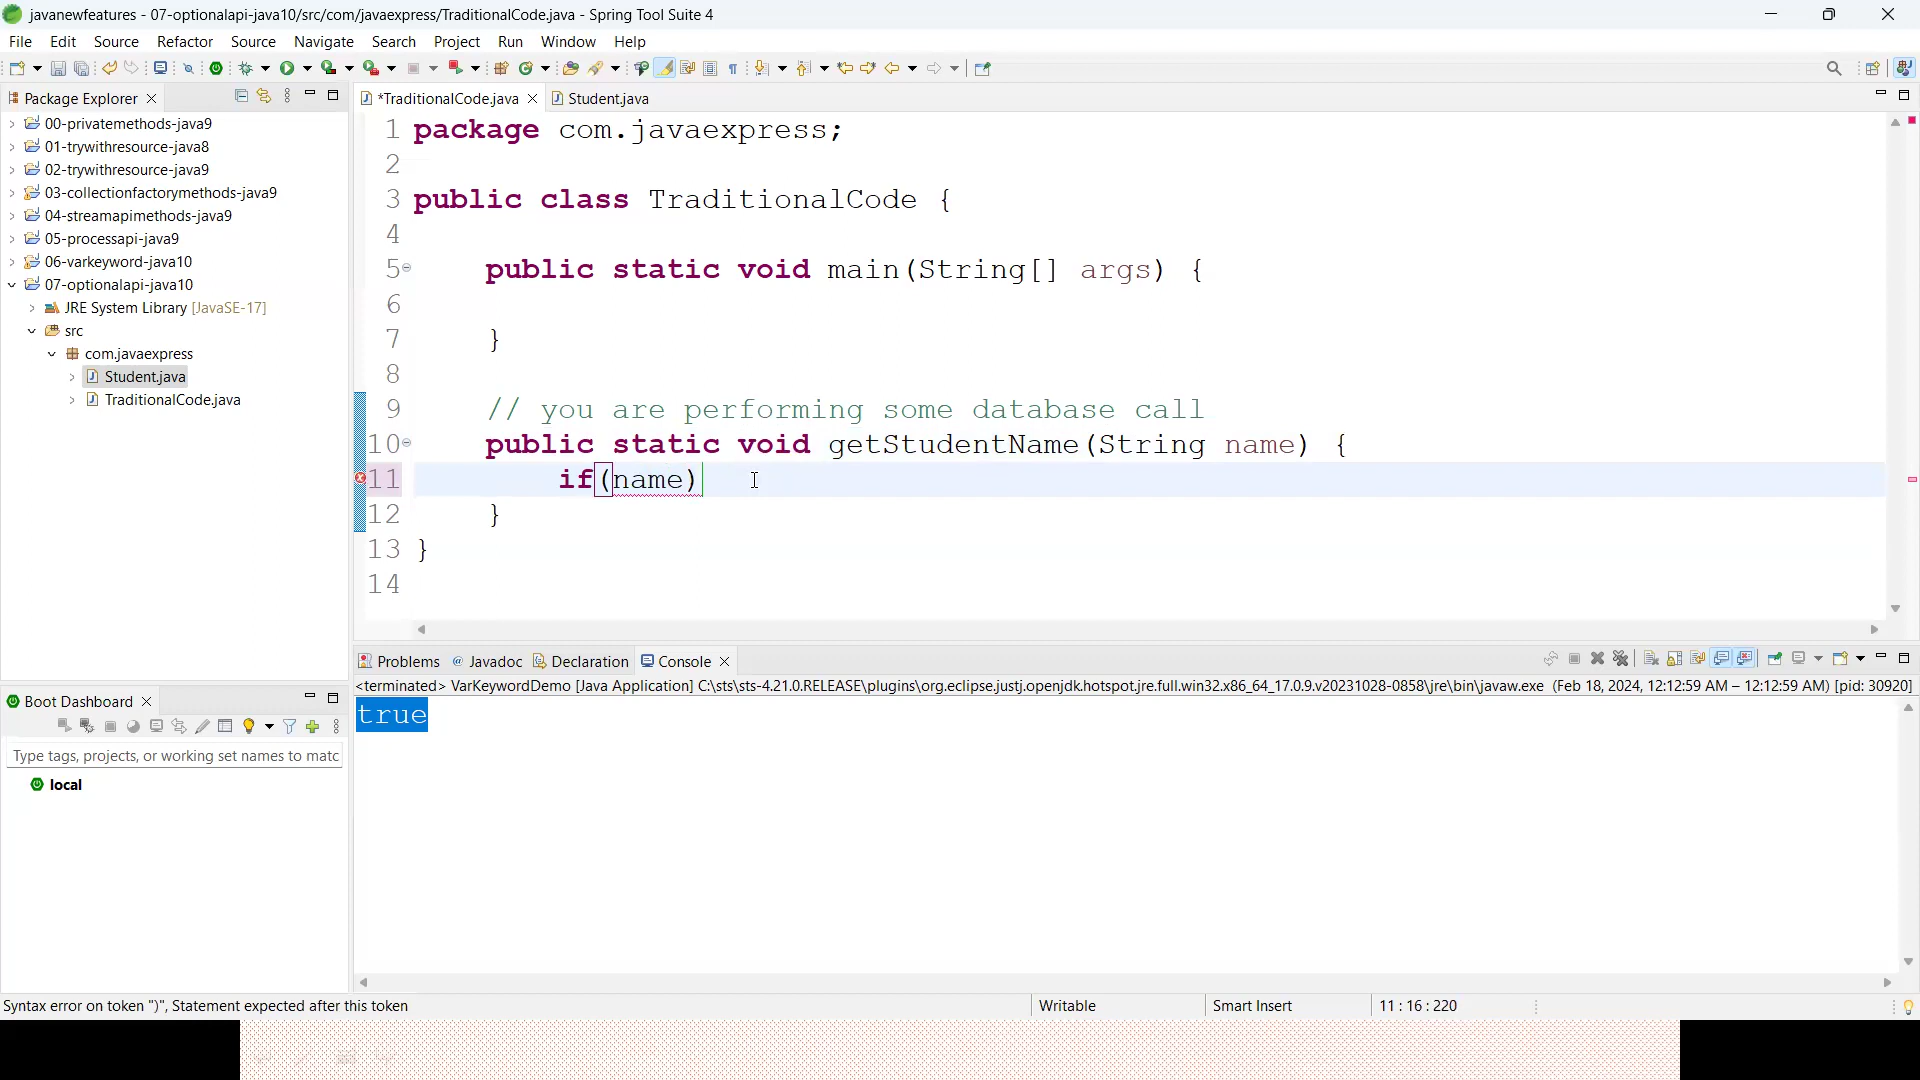 javanewfeatures - 07-optionalapi-java10/src/com/javaexpress/TraditionalCode.java - Spring Tool Suite 4
File Edit Source Refactor Source Navigate Search Project Run Window Help
Package Explorer
00-privatemethods-java9
01-trywithresource-java8
02-trywithresource-java9
03-collectionfactorymethods-java9
04-streamapimethods-java9
05-processapi-java9
06-varkeyword-java10
07-optionalapi-java10
JRE System Library [JavaSE-17]
src
com.javaexpress
Student.java
TraditionalCode.java
*TraditionalCode.java Student.java
1 package com.javaexpress;
2
3 public class TraditionalCode {
4
5 public static void main(String[] args) {
6
7 }
8
9 // you are performing some database call
10 public static void getStudentName(String name) {
11 if(name)
12 }
13 }
14
Problems @ Javadoc Declaration Console
<terminated> VarKeywordDemo [Java Application] C:\sts\sts-4.21.0.RELEASE\plugins\org.eclipse.justj.openjdk.hotspot.jre.full.win32.x86_64_17.0.9.v20231028-0858\jre\bin\javaw.exe (Feb 18, 2024, 12:12:59 AM – 12:12:59 AM) [pid: 30920]
true
Boot Dashboard
Type tags, projects, or working set names to matc
local
Syntax error on token ")", Statement expected after this token
Writable Smart Insert 11 : 16 : 220